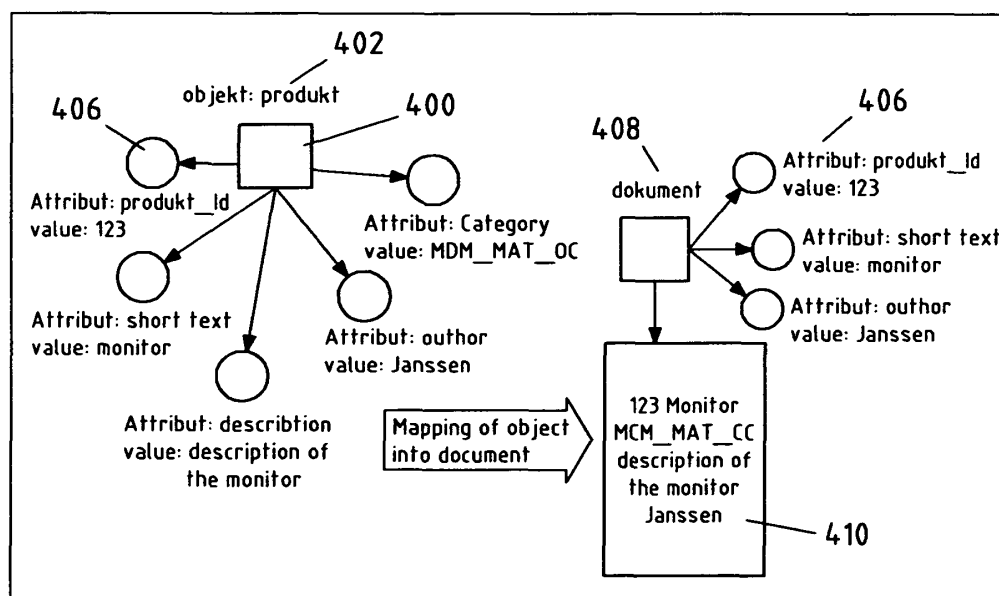 402
objekt: produkt
406
400
Attribut: produkt_Id
value: 123
Attribut: Category
value: MDM_MAT_OC
Attribut: short text
value: monitor
Attribut: outhor
value: Janssen
Attribut: describtion
value: description of
the monitor
Mapping of object
into document
408
406
dokument
Attribut: produkt_Id
value: 123
Attribut: short text
value: monitor
Attribut: outhor
value: Janssen
123 Monitor
MCM_MAT_CC
description of
the monitor
Janssen
410